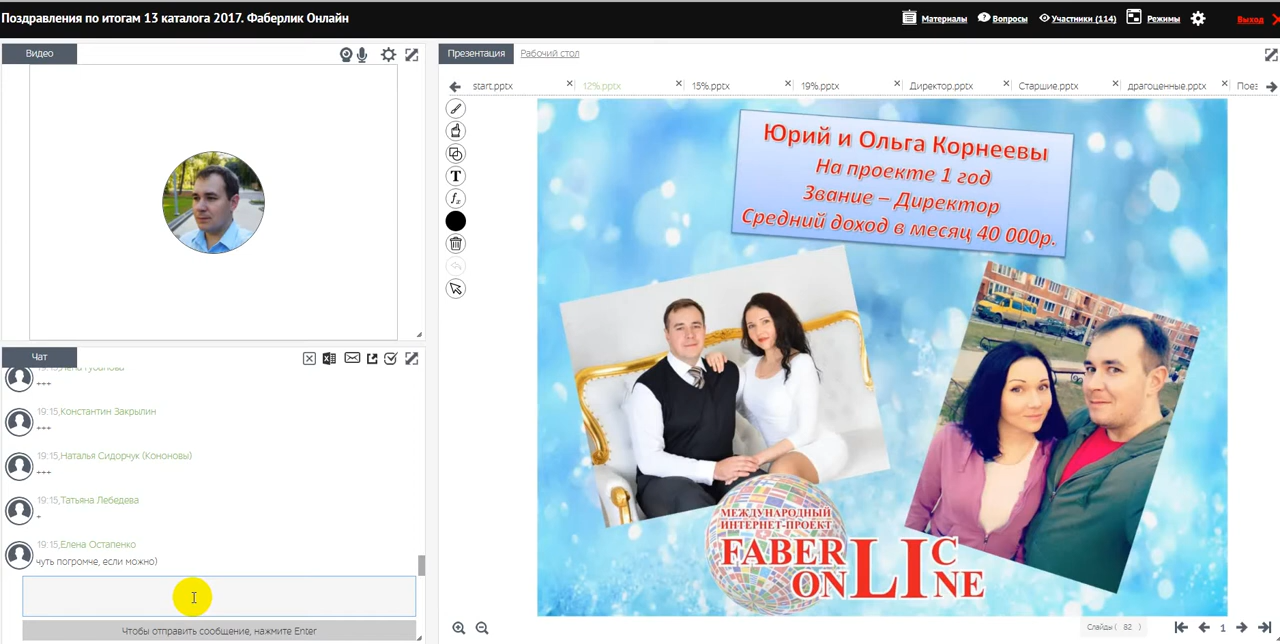 Поздравления по итогам 13 каталога 2017. Фаберлик Онлайн
Материалы
Вопросы
Участники (114)
Режимы
Выход
Видео
Презентация
Рабочий стол
start.pptx
12%.pptx
15%.pptx
19%.pptx
Директор.pptx
Старшие.pptx
драгоценные.pptx
Поез
Юрий и Ольга Корнеевы
На проекте 1 год
Звание – Директор
Средний доход в месяц 40 000р.
МЕЖДУНАРОДНЫЙ
ИНТЕРНЕТ-ПРОЕКТ
FABERLIC
ONLINE
Чат
+++
19:15,Константин Закрылин
+++
19:15,Наталья Сидорчук (Кононовы)
+++
19:15,Татьяна Лебедева
+
19:15,Елена Остапенко
чуть погромче, если можно)
Чтобы отправить сообщение, нажмите Enter
Слайды ( 82 )
1